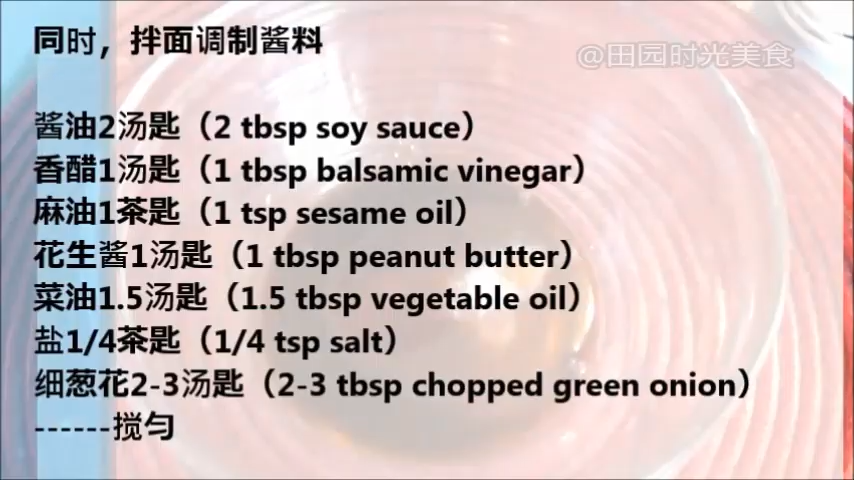 同时，拌面调制酱料
@田园时光美食
酱油2汤匙（2 tbsp soy sauce）
香醋1汤匙（1 tbsp balsamic vinegar）
麻油1茶匙（1 tsp sesame oil）
花生酱1汤匙（1 tbsp peanut butter）
菜油1.5汤匙（1.5 tbsp vegetable oil）
盐1/4茶匙（1/4 tsp salt）
细葱花2-3汤匙（2-3 tbsp chopped green onion）
------搅匀